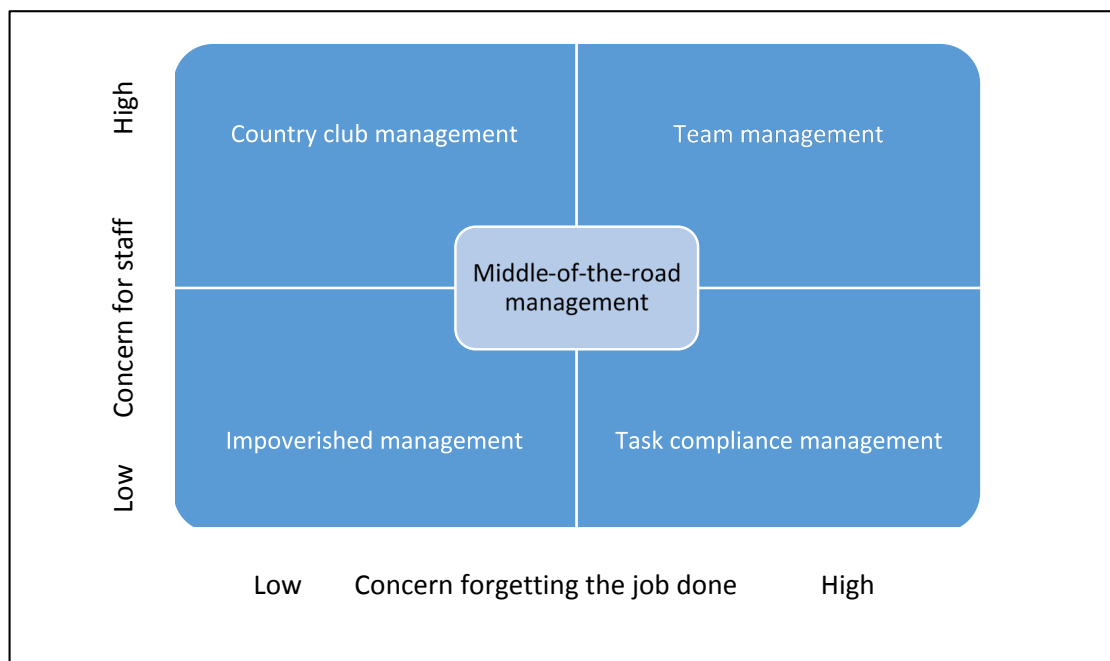 High
Country club management
Team management
Concern for staff
Middle-of-the-road
management
Impoverished management
Task compliance management
Low
Low
Concern forgetting the job done
High